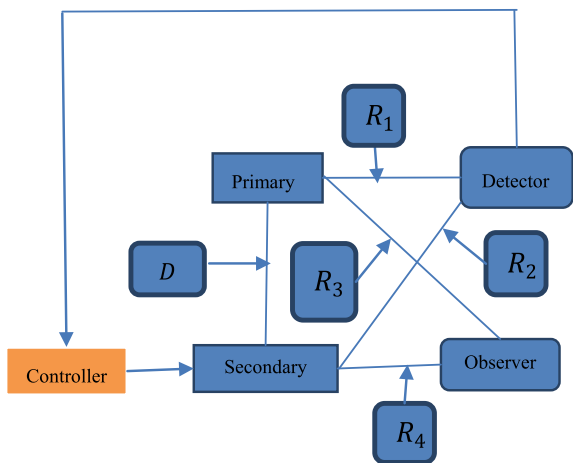 R₁
Primary
Detector
D
R₃
R₂
Controller
Secondary
Observer
R₄